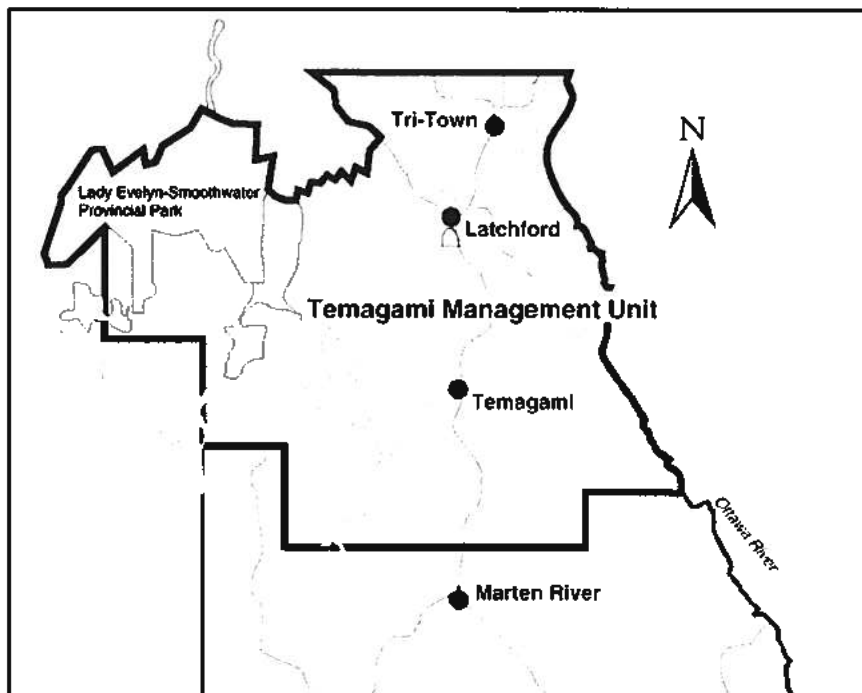 N
Tri-Town
Lady Evelyn-Smoothwater
Provincial Park
Latchford
Temagami Management Unit
Temagami
Ottawa River
Marten River